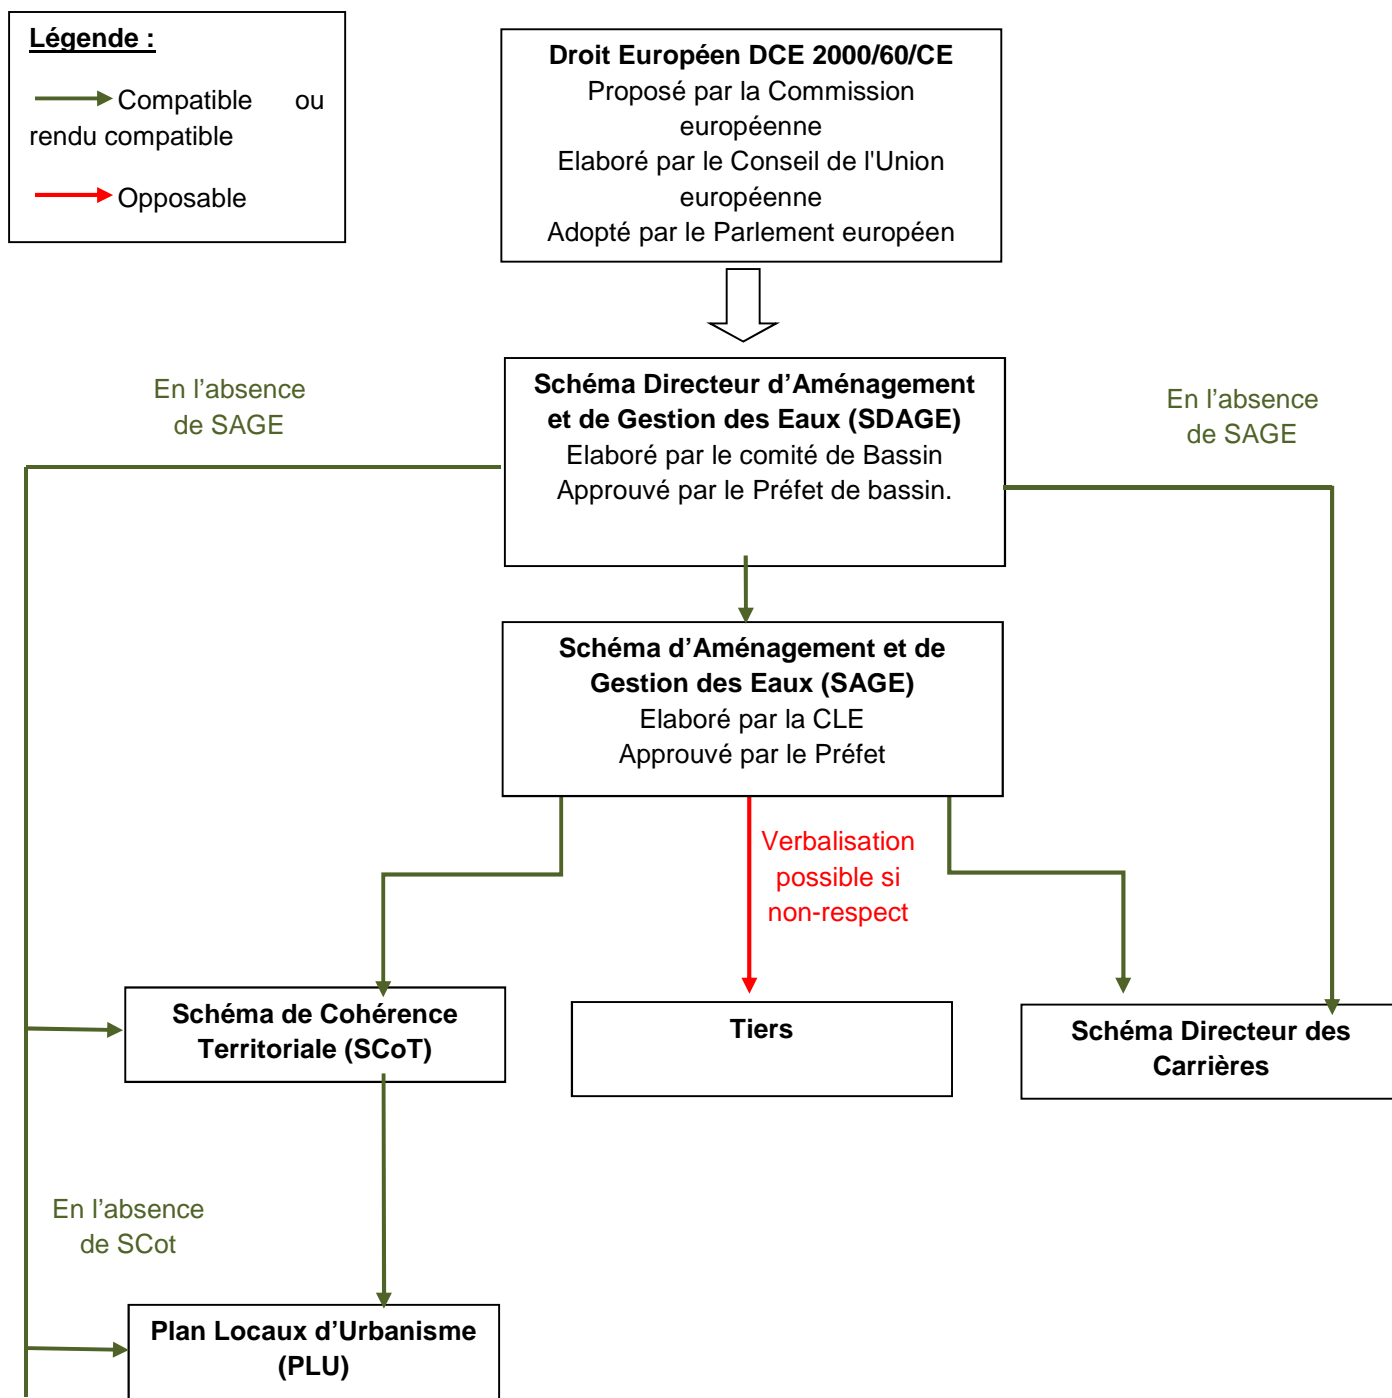 Légende :
Compatible ou
rendu compatible
Opposable
Droit Européen DCE 2000/60/CE
Proposé par la Commission
européenne
Elaboré par le Conseil de l'Union
européenne
Adopté par le Parlement européen
En l’absence
de SAGE
Schéma Directeur d’Aménagement
et de Gestion des Eaux (SDAGE)
Elaboré par le comité de Bassin
Approuvé par le Préfet de bassin.
En l’absence
de SAGE
Schéma d’Aménagement et de
Gestion des Eaux (SAGE)
Elaboré par la CLE
Approuvé par le Préfet
Verbalisation
possible si
non-respect
Schéma de Cohérence
Territoriale (SCoT)
Tiers
Schéma Directeur des
Carrières
En l’absence
de SCot
Plan Locaux d’Urbanisme
(PLU)